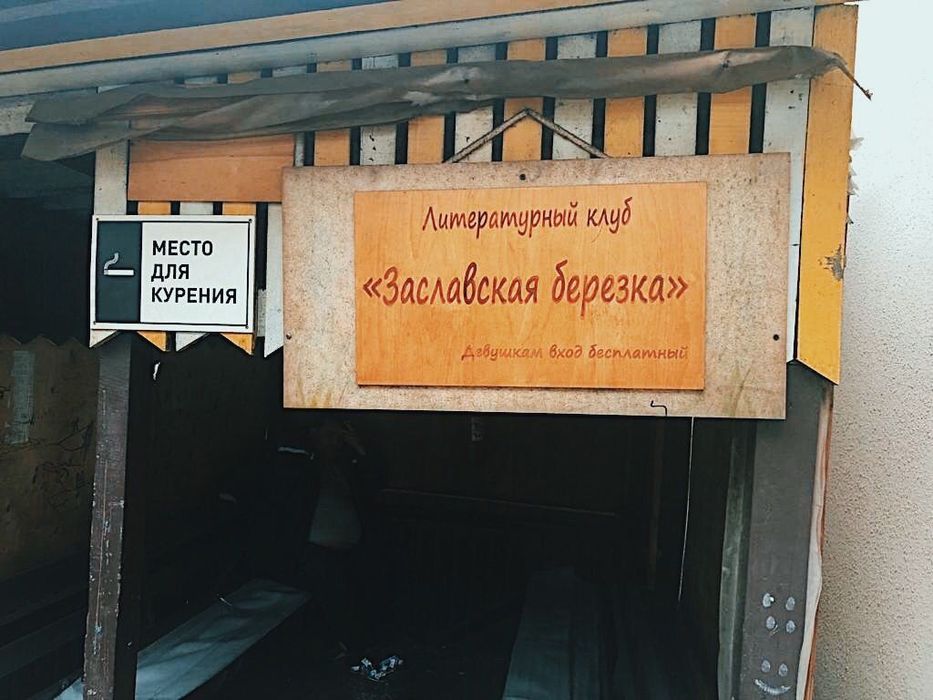 МЕСТО
ДЛЯ
КУРЕНИЯ
Литературный клуб
«Заславская березка»
Девушкам вход бесплатный